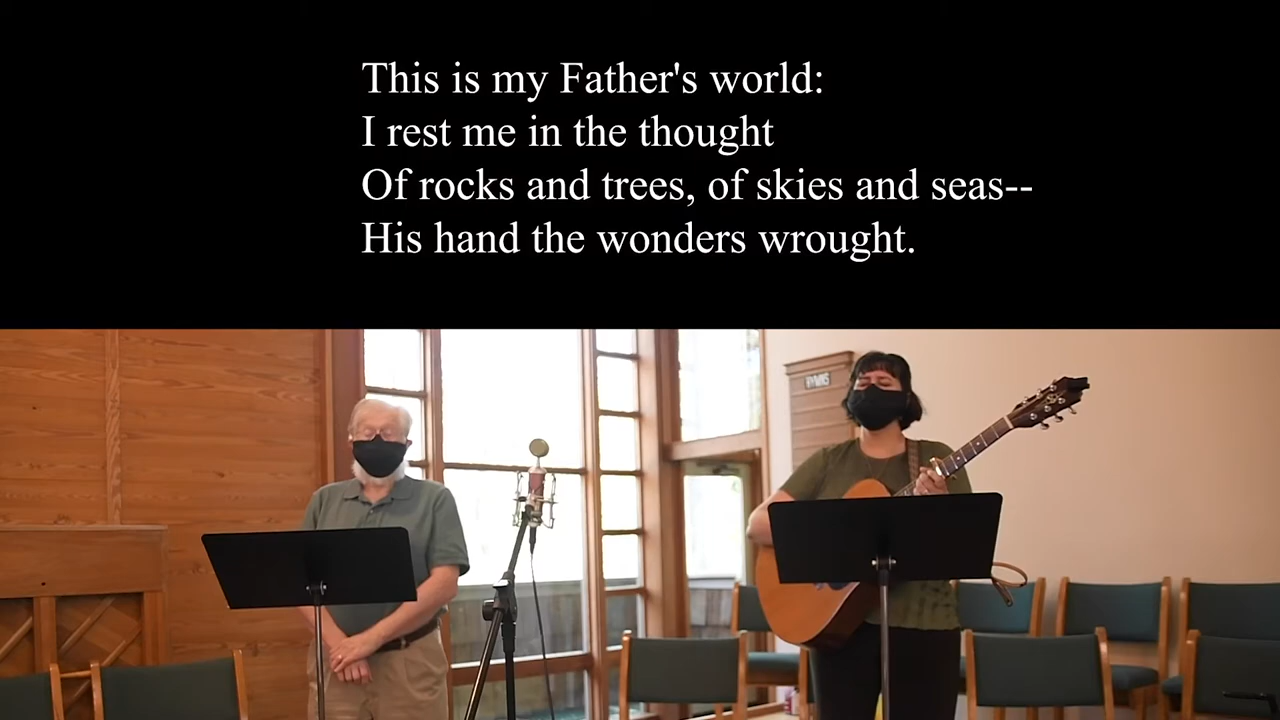 This is my Father's world:
I rest me in the thought
Of rocks and trees, of skies and seas--
His hand the wonders wrought.
HYMNS